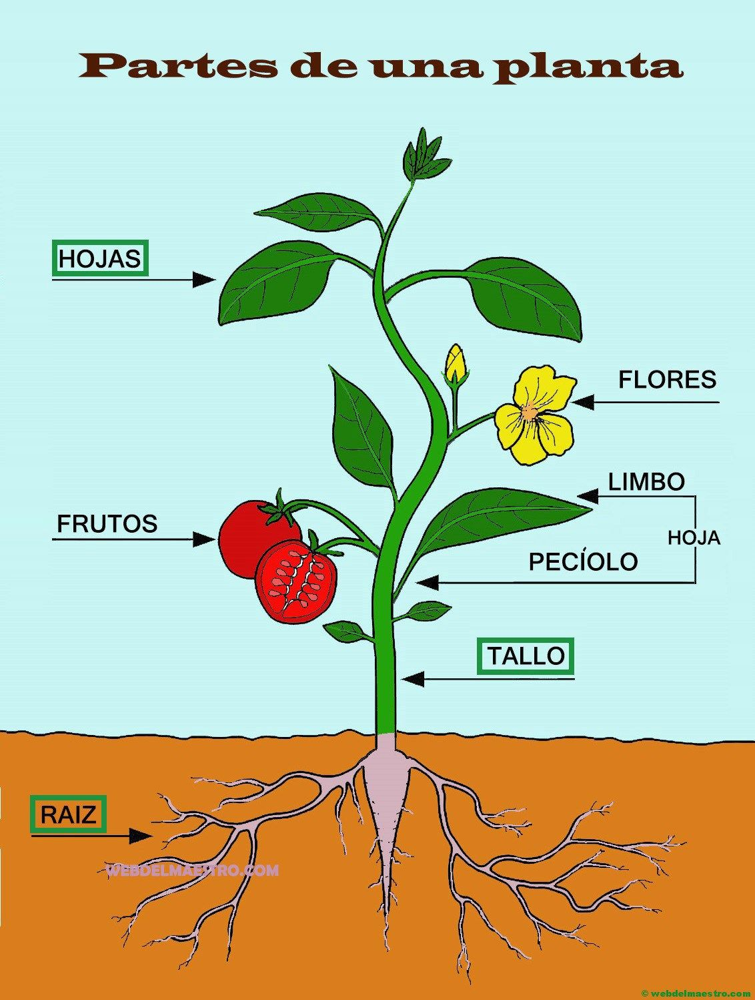 Partes de una planta
HOJAS
FLORES
LIMBO
FRUTOS
HOJA
PECÍOLO
TALLO
RAIZ
WEBDELMAESTRO.COM
© webdelmaestro.com